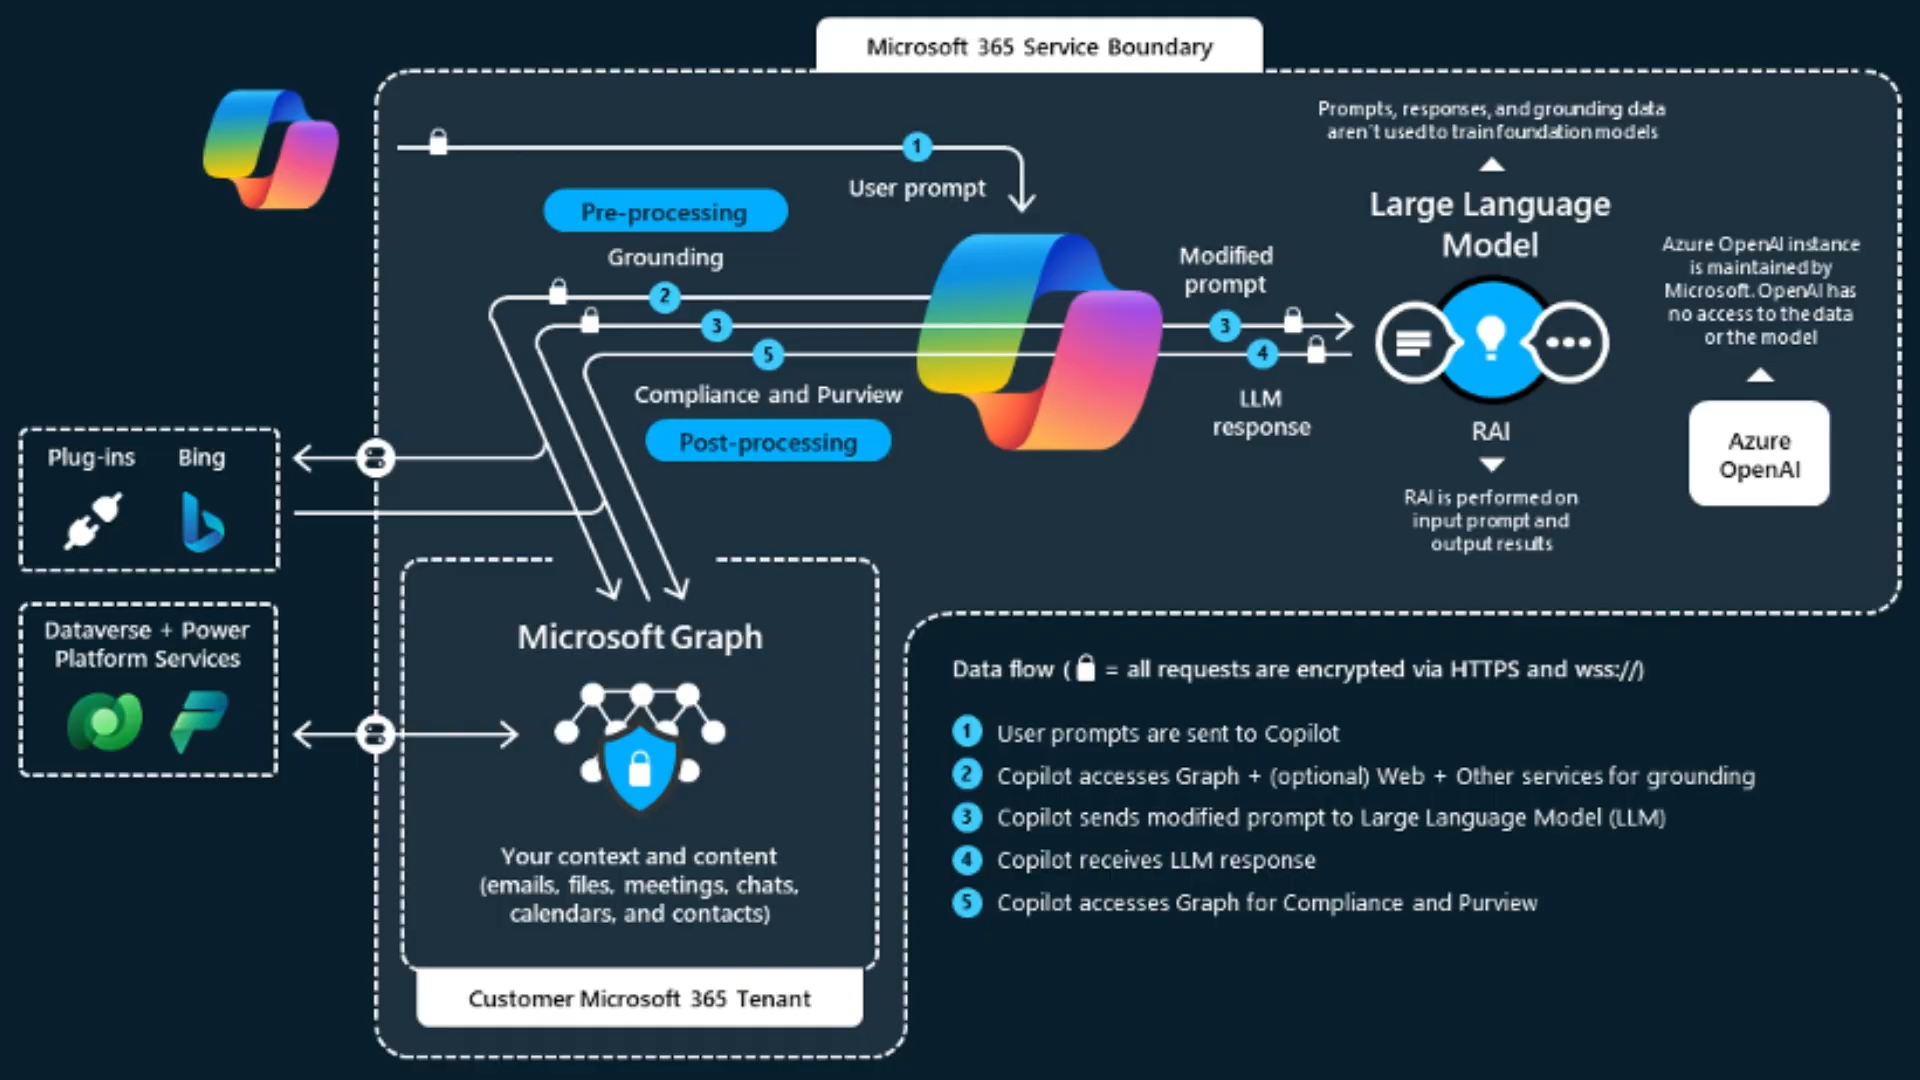 Microsoft 365 Service Boundary
Prompts, responses, and grounding data
aren't used to train foundation models
1
User prompt
Pre-processing
Grounding
2
3
5
Compliance and Purview
Post-processing
Modified
prompt
3
4
LLM
response
Large Language
Model
RAI
RAI is performed on
input prompt and
output results
Azure OpenAI instance
is maintained by
Microsoft. OpenAI has
no access to the data
or the model
Azure
OpenAI
Plug-ins Bing
Dataverse + Power
Platform Services
Microsoft Graph
Your context and content
(emails, files, meetings, chats,
calendars, and contacts)
Customer Microsoft 365 Tenant
Data flow ( = all requests are encrypted via HTTPS and wss://)
1 User prompts are sent to Copilot
2 Copilot accesses Graph + (optional) Web + Other services for grounding
3 Copilot sends modified prompt to Large Language Model (LLM)
4 Copilot receives LLM response
5 Copilot accesses Graph for Compliance and Purview